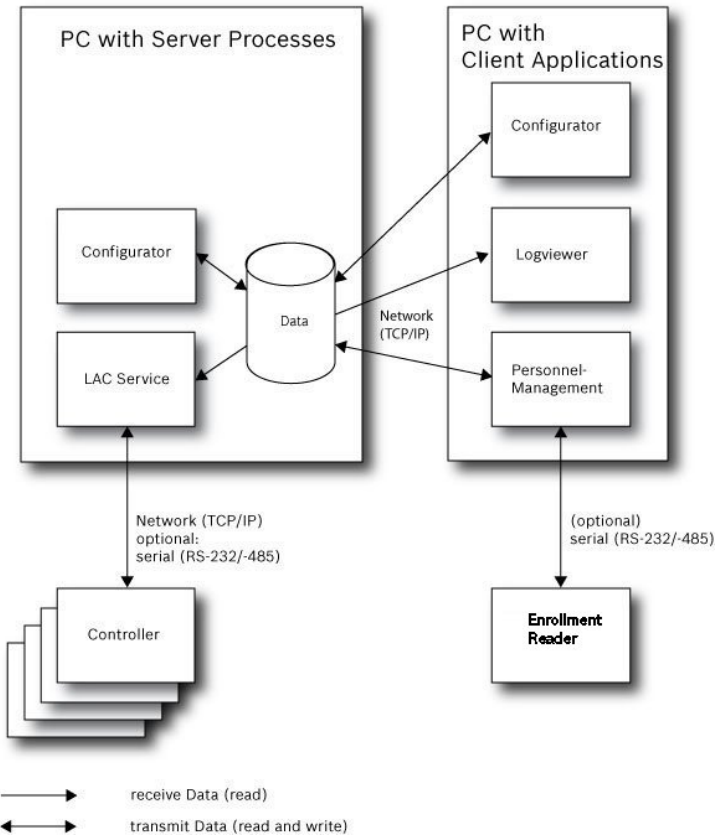 PC with Server Processes
PC with
Client Applications
Configurator
Configurator
Logviewer
Data
Network
(TCP/IP)
LAC Service
Personnel-
Management
Network (TCP/IP)
optional:
serial (RS-232/-485)
(optional)
serial (RS-232/-485)
Controller
Enrollment
Reader
receive Data (read)
transmit Data (read and write)